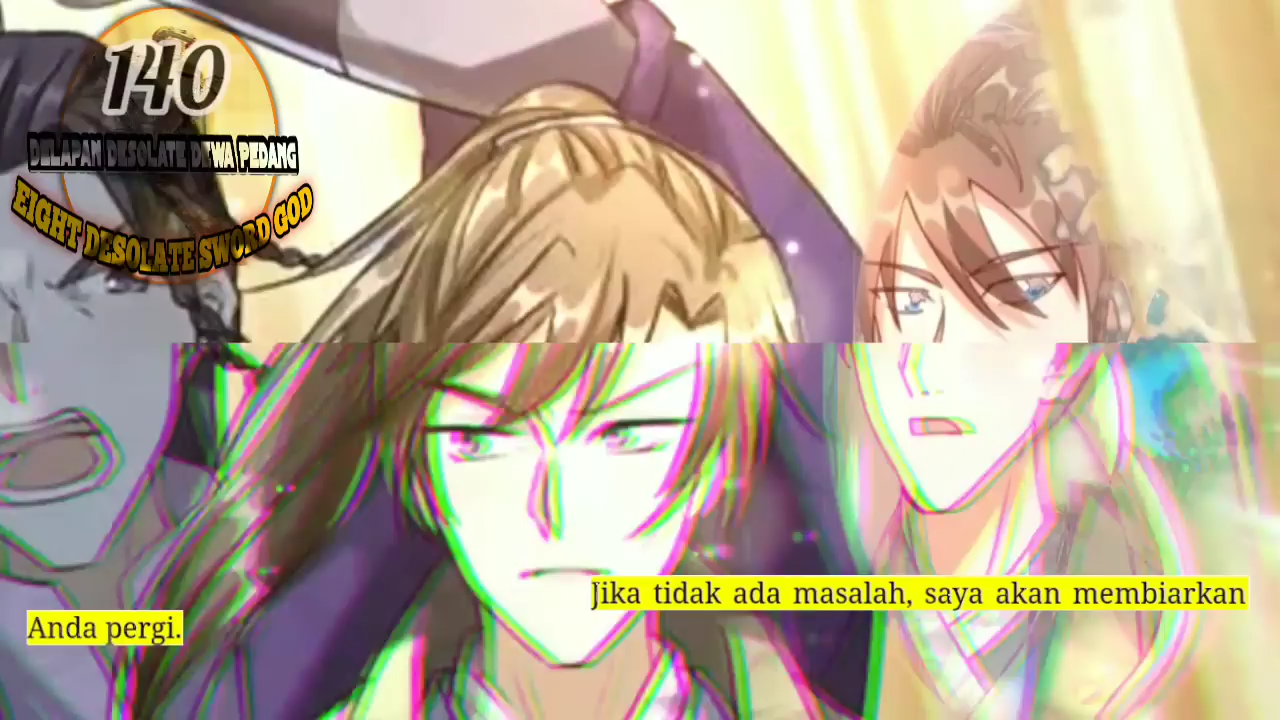 140
DELAPAN DESOLATE DEWA PEDANG
EIGHT DESOLATE SWORD GOD
Jika tidak ada masalah, saya akan membiarkan
Anda pergi.